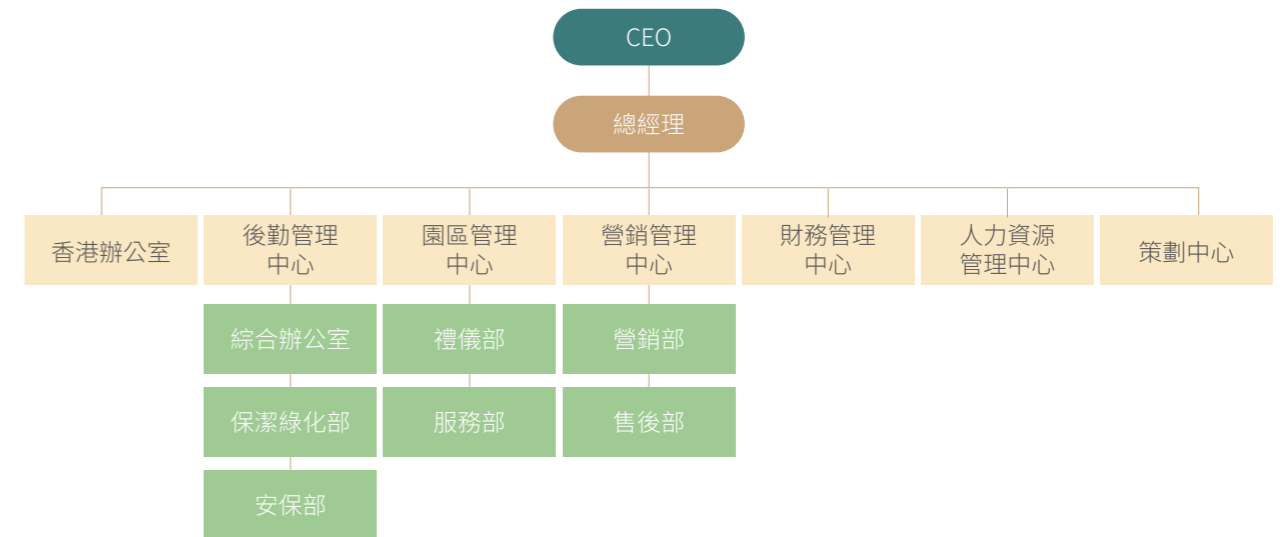 CEO
總經理
香港辦公室
後勤管理
中心
園區管理
中心
營銷管理
中心
財務管理
中心
人力資源
管理中心
策劃中心
綜合辦公室
禮儀部
營銷部
保潔綠化部
服務部
售後部
安保部